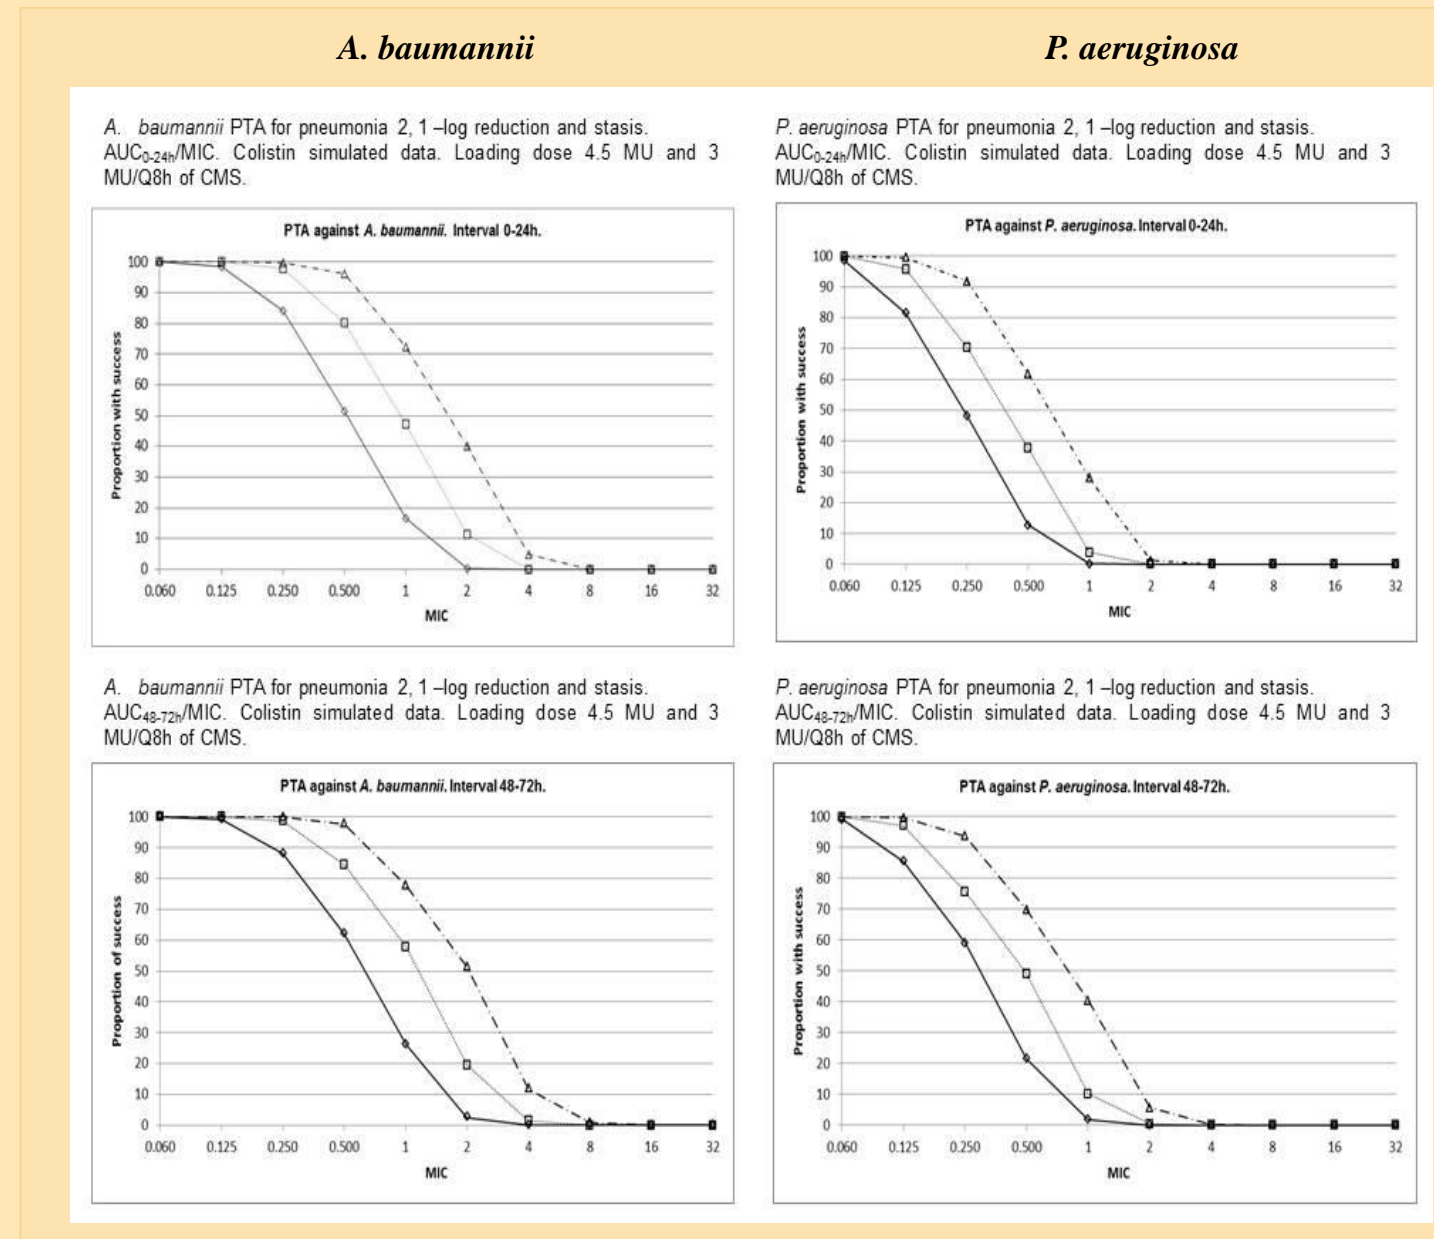 A. baumannii
P. aeruginosa
A. baumannii PTA for pneumonia 2, 1 –log reduction and stasis.
AUC0-24h/MIC. Colistin simulated data. Loading dose 4.5 MU and 3
MU/Q8h of CMS.
PTA against A. baumannii. Interval 0-24h.
Proportion with success
100
90
80
70
60
50
40
30
20
10
0
0.060 0.125 0.250 0.500 1 2 4 8 16 32
MIC
P. aeruginosa PTA for pneumonia 2, 1 –log reduction and stasis.
AUC0-24h/MIC. Colistin simulated data. Loading dose 4.5 MU and 3
MU/Q8h of CMS.
PTA against P. aeruginosa. Interval 0-24h.
Proportion with success
100
90
80
70
60
50
40
30
20
10
0
0.060 0.125 0.250 0.500 1 2 4 8 16 32
MIC
A. baumannii PTA for pneumonia 2, 1 –log reduction and stasis.
AUC48-72h/MIC. Colistin simulated data. Loading dose 4.5 MU and 3
MU/Q8h of CMS.
PTA against A. baumannii. Interval 48-72h.
Proportion of success
100
90
80
70
60
50
40
30
20
10
0
0.060 0.125 0.250 0.500 1 2 4 8 16 32
MIC
P. aeruginosa PTA for pneumonia 2, 1 –log reduction and stasis.
AUC48-72h/MIC. Colistin simulated data. Loading dose 4.5 MU and 3
MU/Q8h of CMS.
PTA against P. aeruginosa. Interval 48-72h.
Proportion with success
100
90
80
70
60
50
40
30
20
10
0
0.060 0.125 0.250 0.500 1 2 4 8 16 32
MIC